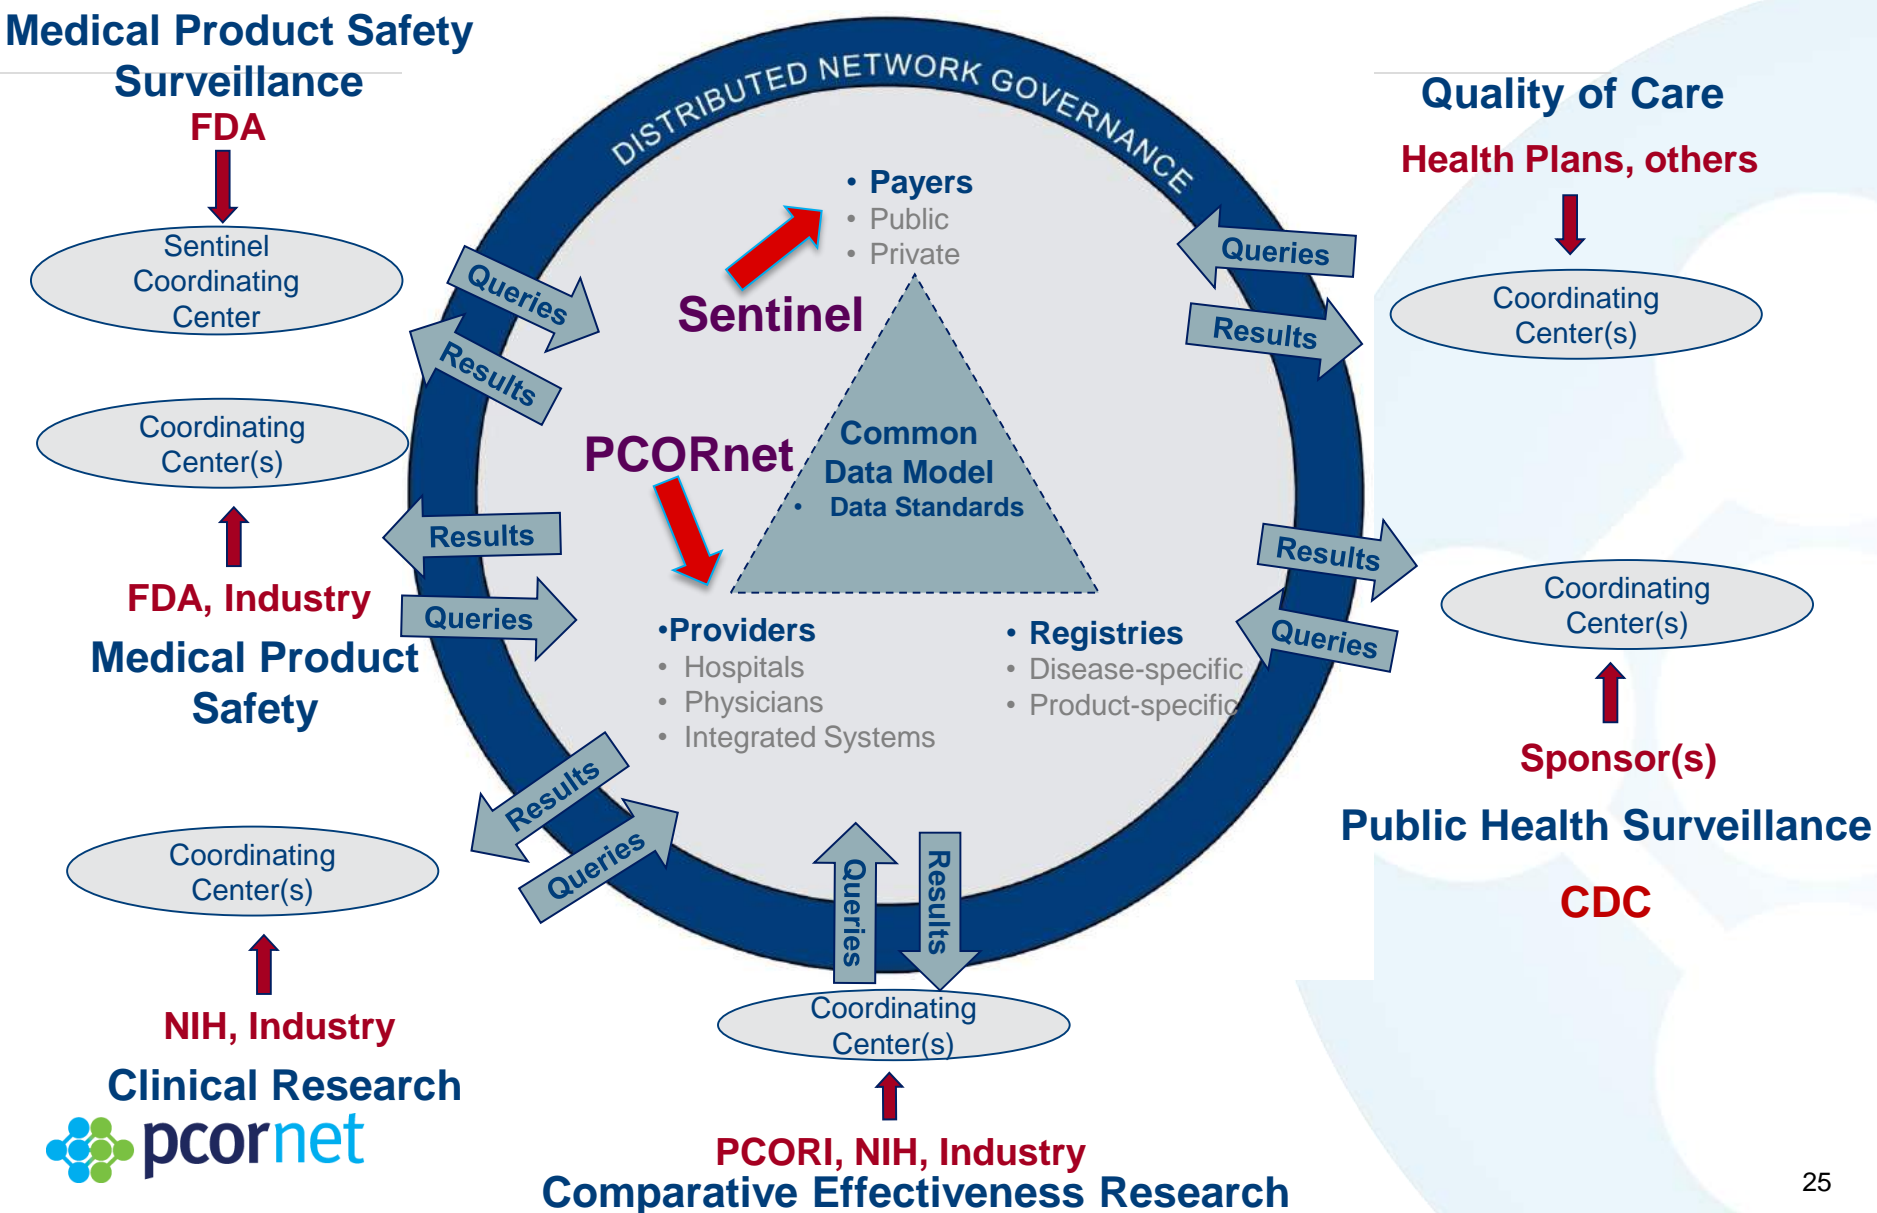 Medical Product Safety
Surveillance
FDA
Sentinel
Coordinating
Center
Queries
Results
Coordinating
Center(s)
FDA, Industry
Medical Product
Safety
Results
Queries
Coordinating
Center(s)
NIH, Industry
Clinical Research
pcornet
Results
Queries
DISTRIBUTED NETWORK GOVERNANCE
• Payers
• Public
• Private
Sentinel
PCORnet
Common
Data Model
• Data Standards
•Providers
• Hospitals
• Physicians
• Integrated Systems
• Registries
• Disease-specific
• Product-specific
Queries
Results
Coordinating
Center(s)
PCORI, NIH, Industry
Comparative Effectiveness Research
Quality of Care
Health Plans, others
Coordinating
Center(s)
Queries
Results
Results
Queries
Coordinating
Center(s)
Sponsor(s)
Public Health Surveillance
CDC
25